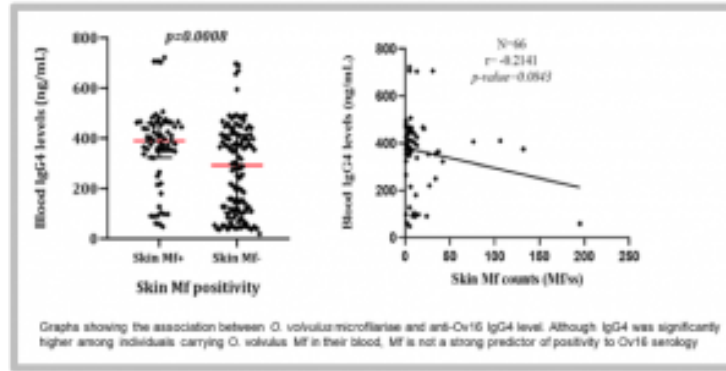 p=0.0008
Blood IgG4 levels (ng/mL)
800
600
400
200
0
Skin Mf+
Skin Mf-
Skin Mf positivity
N=66
r= -0.2141
p-value=0.0843
Blood IgG4 levels (ng/mL)
800
600
400
200
0
0
50
100
150
200
250
Skin Mf counts (Mf/ss)
Graphs showing the association between O. volvulus microfilariae and anti-Ov16 IgG4 level. Although IgG4 was significantly
higher among individuals carrying O. volvulus Mf in their blood, Mf is not a strong predictor of positivity to Ov16 serology